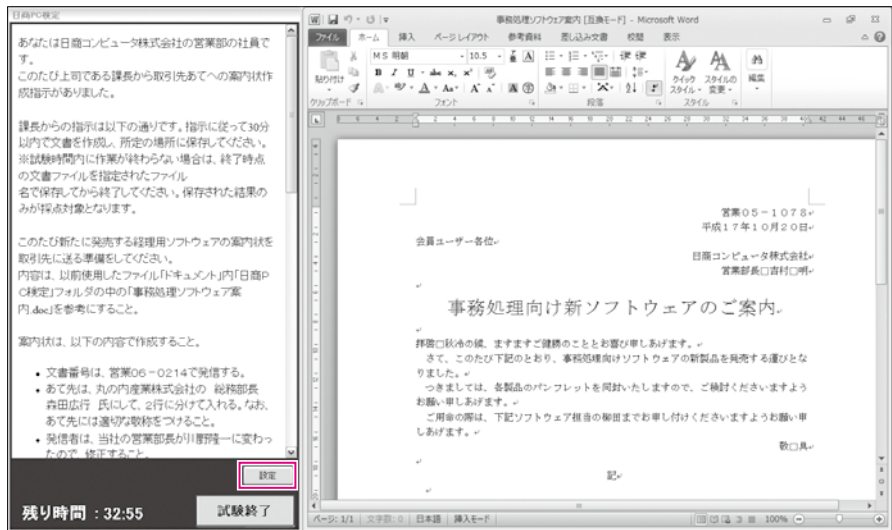 日商PC検定
あなたは日商コンピュータ株式会社の営業部の社員で
す。
このたび上司である課長から取引先あての案内状作
成指示がありました。
課長からの指示は以下の通りです。指示に従って30分
以内で文書を作成し、所定の場所に保存してください。
※試験時間内に作業が終わらない場合は、終了時点
の文書ファイルを指定されたファイル
名で保存してから終了してください。保存された結果の
みが採点対象となります。
このたび新たに発売する経理用ソフトウェアの案内状を
取引先に送る準備をしてください。
内容は、以前使用したファイル「ドキュメント」内「日商P
C検定」フォルダの中の「事務処理ソフトウェア案
内.doc」を参考にすること。
案内状は、以下の内容で作成すること。
• 文書番号は、営業06-0214で発信する。
• あて先は、丸の内産業株式会社の 総務部長
森田広行 氏にして、2行に分けて入れる。なお、
あて先には適切な敬称をつけること。
• 発信者は、当社の営業部長が川野隆一に変わっ
たので、修正すること。
設定
残り時間 : 32:55
試験終了
事務処理ソフトウェア案内 [互換モード] - Microsoft Word
ファイル ホーム 挿入 ページ レイアウト 参考資料 差し込み文書 校閲 表示
貼り付け
MS 明朝
10.5
クイック スタイル
スタイルの 変更
編集
クリップボード フォント 段落 スタイル
営業05-1078
平成17年10月20日
会員ユーザー各位
日商コンピュータ株式会社
営業部長□吉村□明
事務処理向け新ソフトウェアのご案内
拝啓□秋冷の候、ますますご健勝のこととお喜び申しあげます。
さて、このたび下記のとおり、事務処理向けソフトウェアの新製品を発売する運びとな
りました。
つきましては、各製品のパンフレットを同封いたしますので、ご検討くださいますよう
お願い申しあげます。
ご用命の際は、下記ソフトウェア担当の柳田までお申し付けくださいますようお願い申
しあげます。
敬□具
記
ページ: 1/1 文字数: 0 日本語 挿入モード 100%